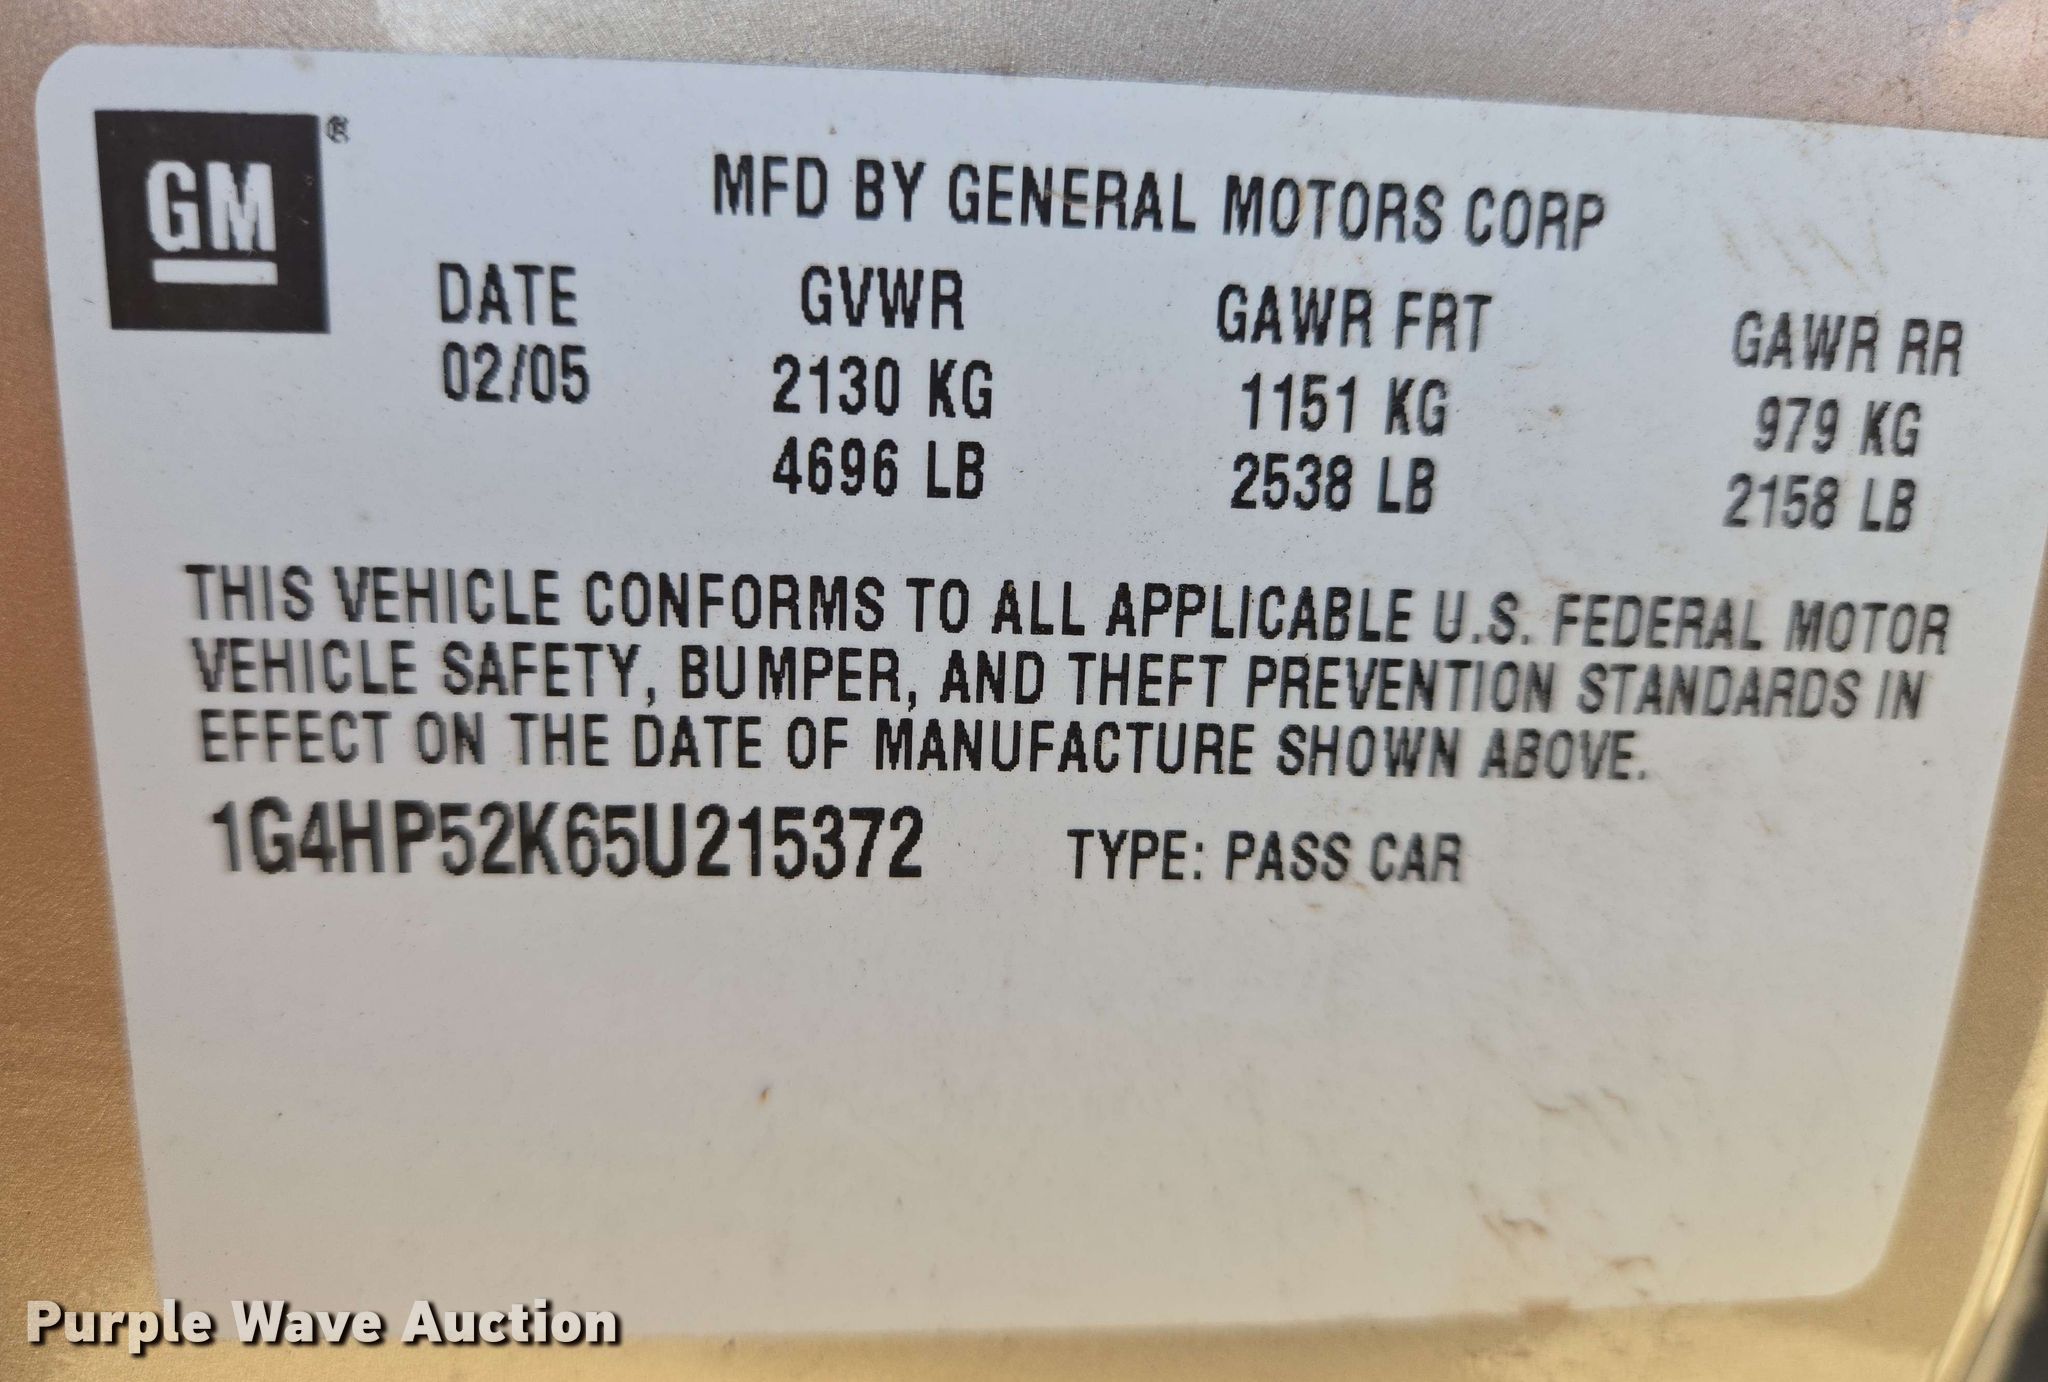 GM®
MFD BY GENERAL MOTORS CORP
DATE GVWR GAWR FRT GAWR RR
02/05 2130 KG 1151 KG 979 KG
4696 LB 2538 LB 2158 LB
THIS VEHICLE CONFORMS TO ALL APPLICABLE U.S. FEDERAL MOTOR
VEHICLE SAFETY, BUMPER, AND THEFT PREVENTION STANDARDS IN
EFFECT ON THE DATE OF MANUFACTURE SHOWN ABOVE.
1G4HP52K65U215372 TYPE: PASS CAR
Purple Wave Auction